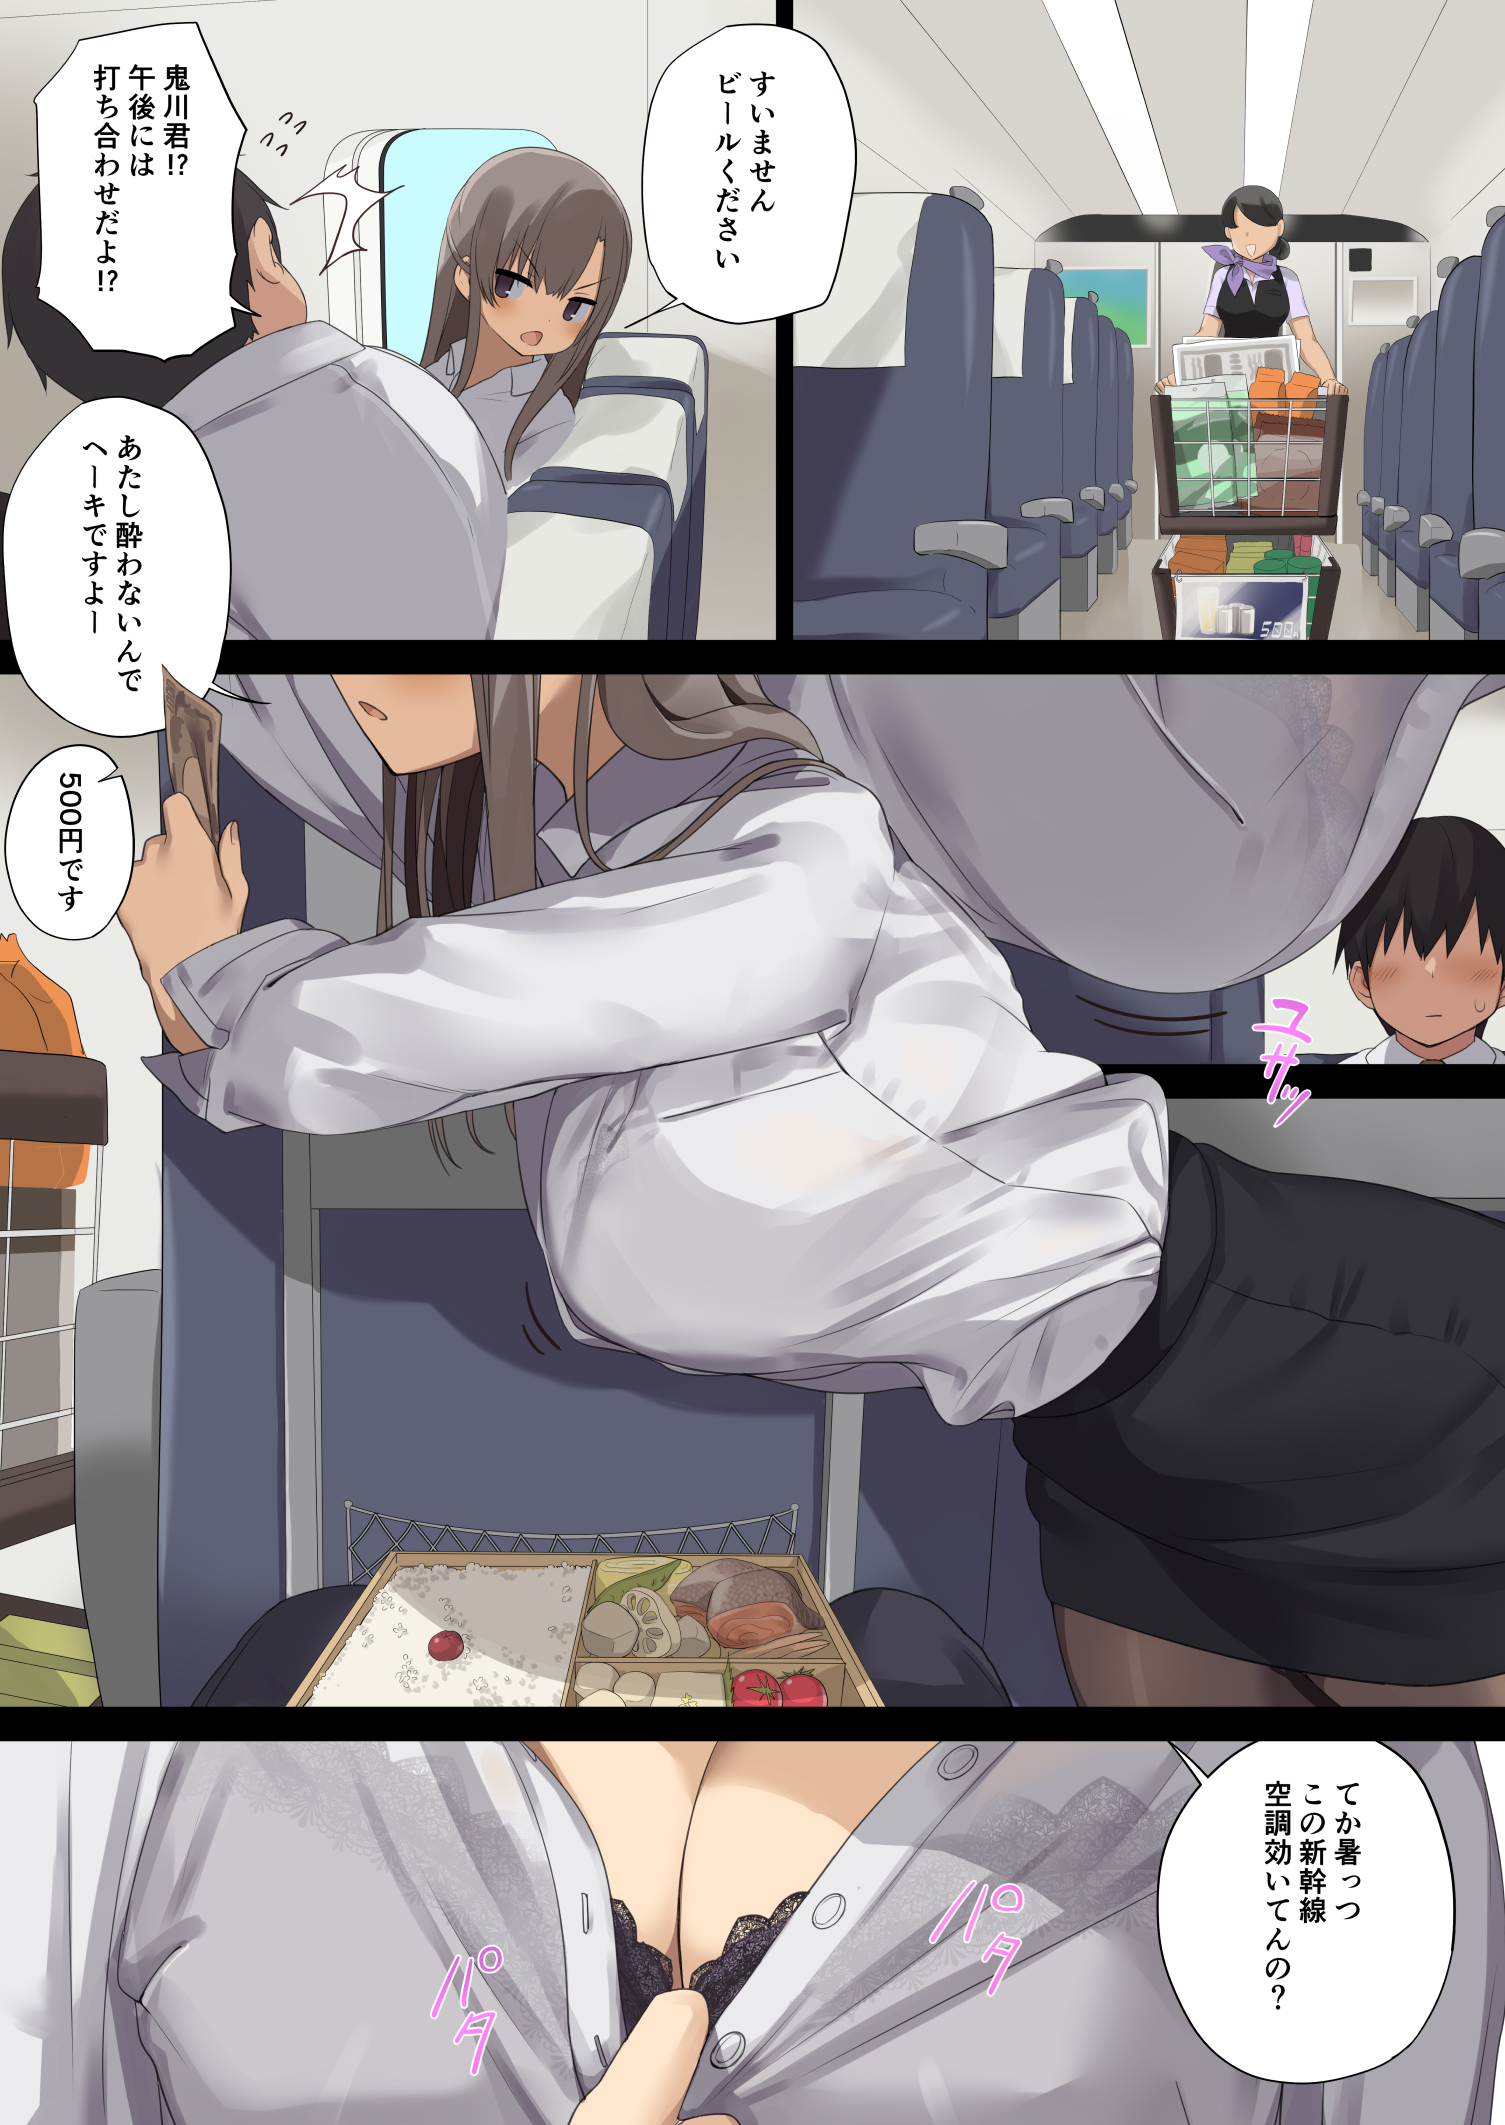 すいません
ビールください
500
鬼川君!?
午後には
打ち合わせだよ!?
あたし酔わないんで
ヘーキですよー
500円です
ユサッ
てか暑っつ
この新幹線
空調効いてんの?
パタ
パタ